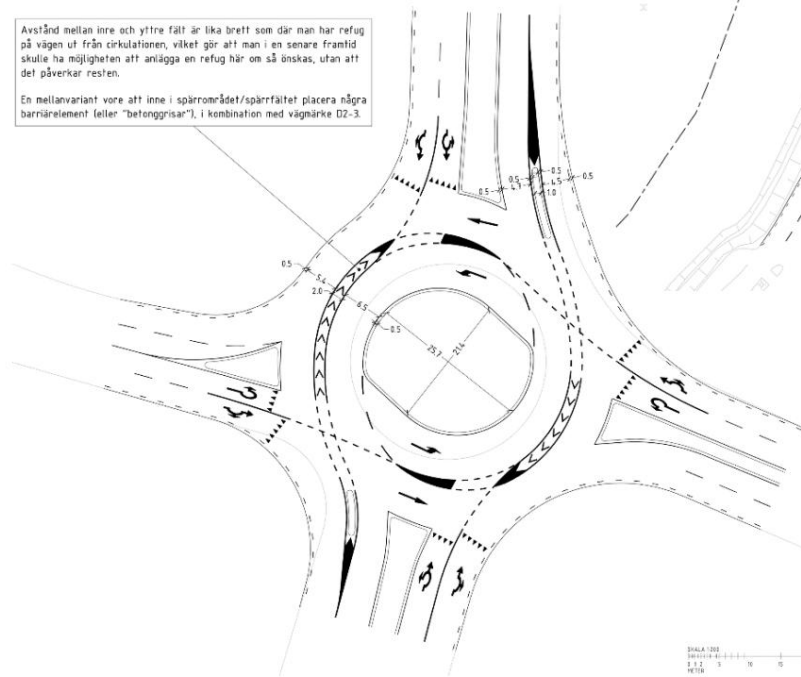 Avstånd mellan inre och yttre fält är lika brett som där man har refug
på vägen ut från cirkulationen, vilket gör att man i en senare framtid
skulle ha möjligheten att anlägga en refug här om så önskas, utan att
det påverkar resten.
En mellanvariant vore att inne i spärrområdet/spärrfältet placera några
barriärelement (eller "betonggrisar"), i kombination med vägmärke D2-3.
0.5
0.5
0.5
4.5
0.5
1.0
0.5
5.4
2.0
6.5
0.5
25.7
21.4
SKALA
0
5
10
15
METER